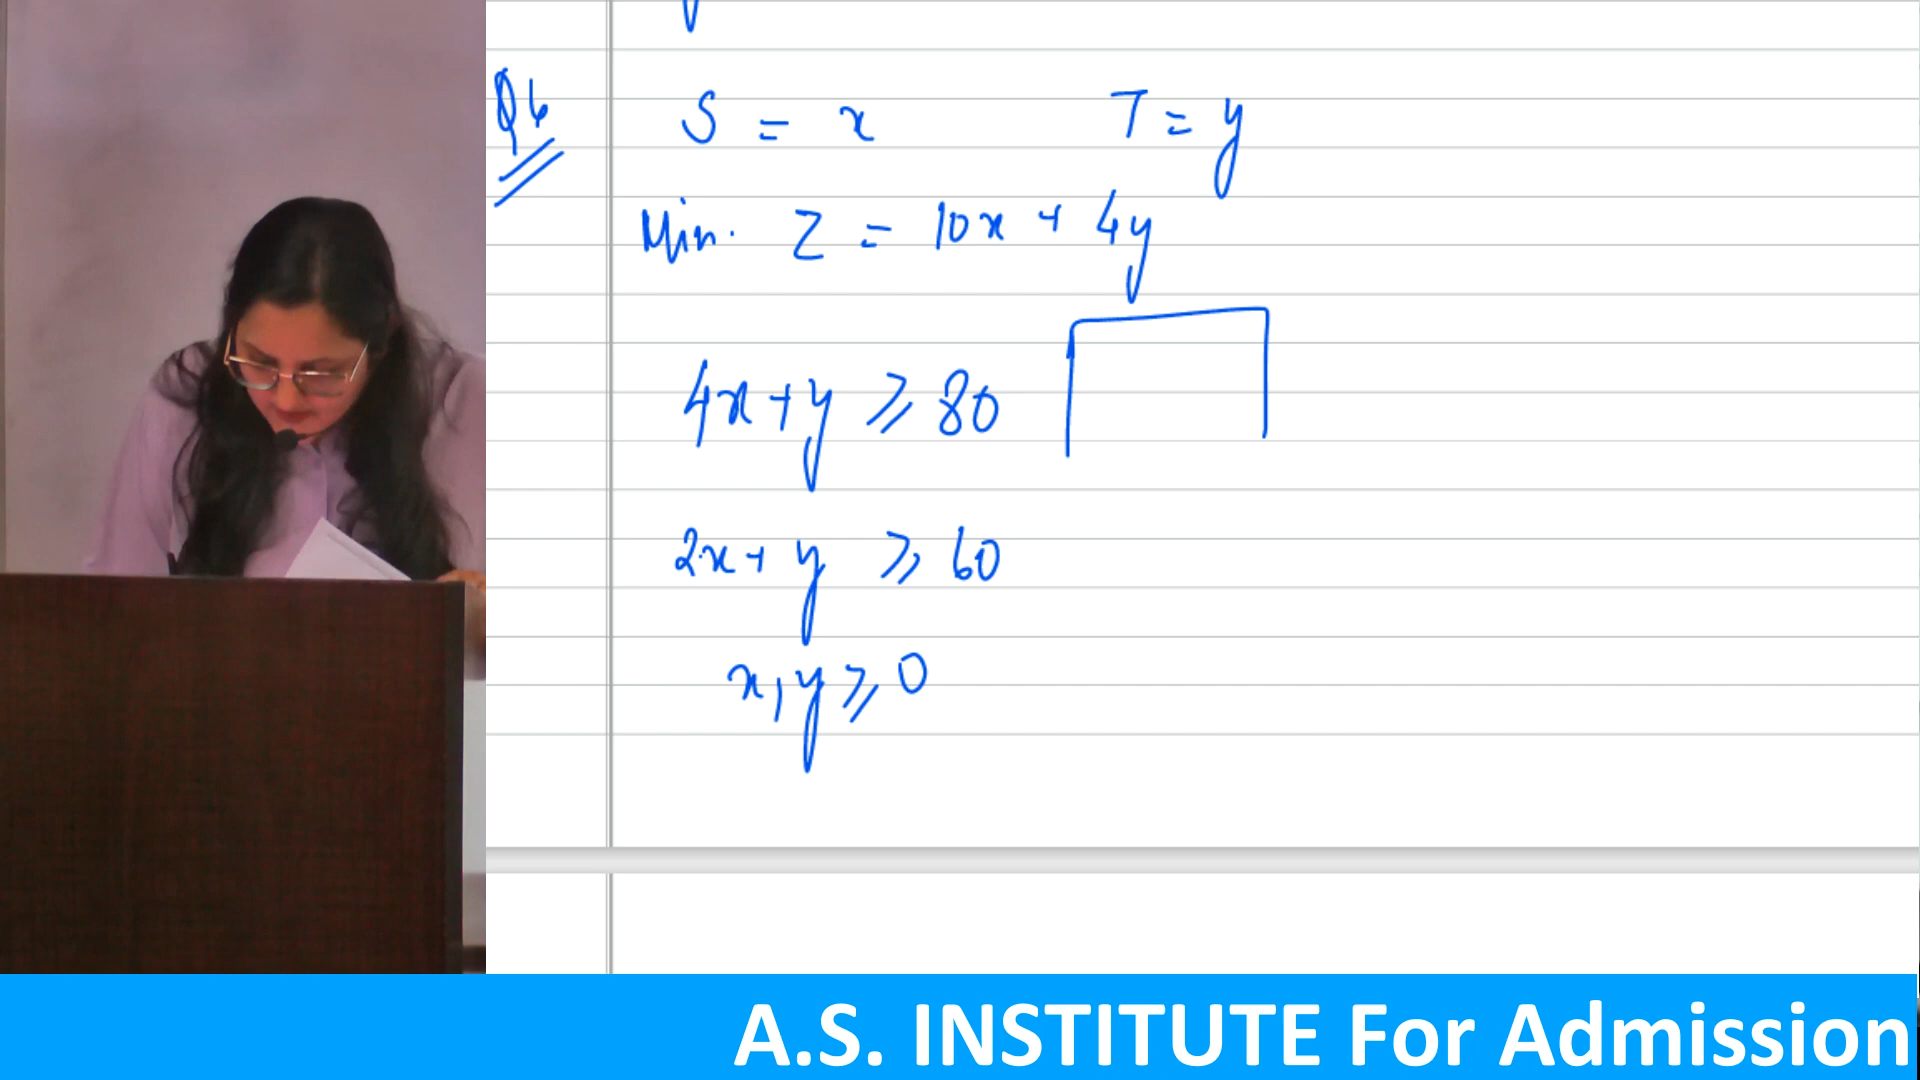 Q6
S = x T = y
Min. Z = 10x + 4y
4x+y ≥ 80
2x+y ≥ 60
x, y ≥ 0
A.S. INSTITUTE For Admission